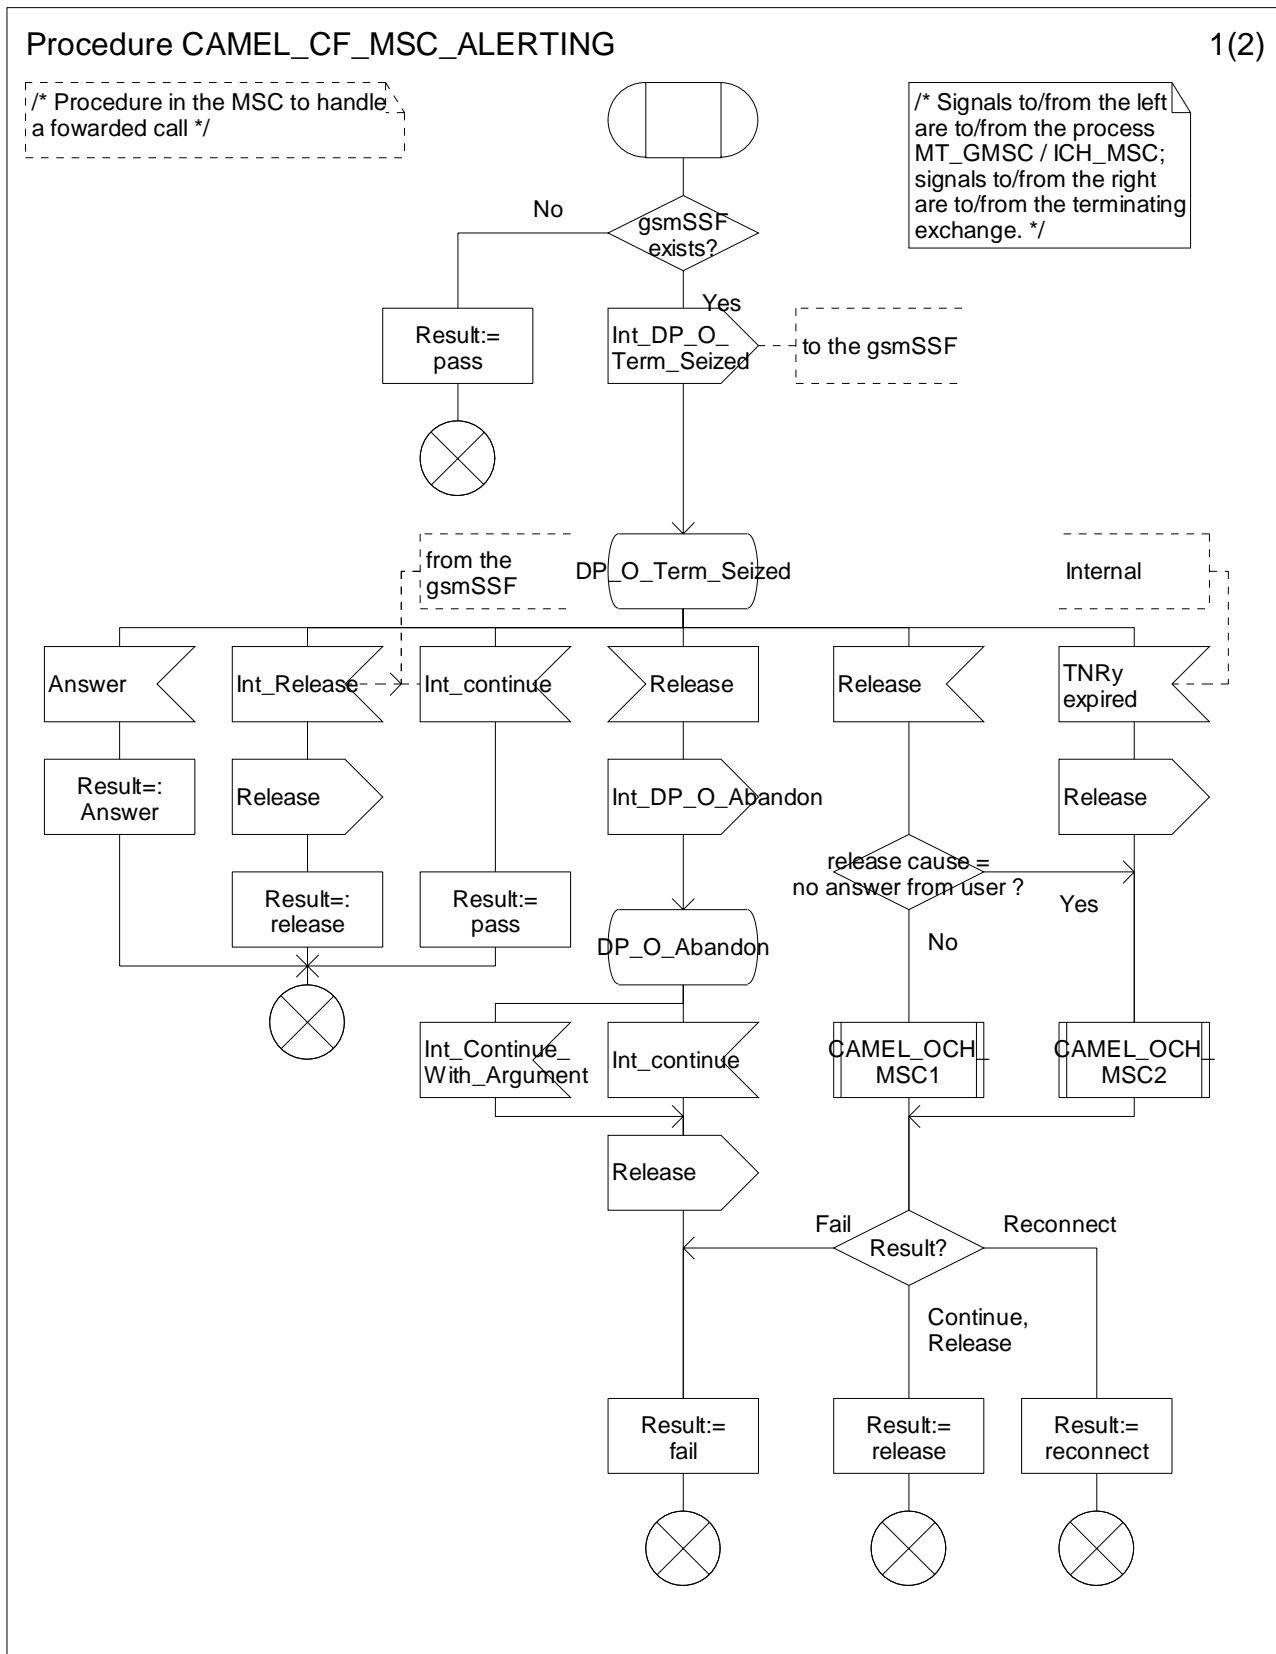 Procedure CAMEL_CF_MSC_ALERTING
1(2)
/* Procedure in the MSC to handle
a fowarded call */
/* Signals to/from the left
are to/from the process
MT_GMSC / ICH_MSC;
signals to/from the right
are to/from the terminating
exchange. */
No
gsmSSF
exists?
Yes
Result:=
pass
Int_DP_O_
Term_Seized
to the gsmSSF
from the
gsmSSF
DP_O_Term_Seized
Internal
Answer
Int_Release
Int_continue
Release
Release
TNRy
expired
Result=:
Answer
Release
Int_DP_O_Abandon
Release
release cause =
no answer from user ?
Yes
No
Result=:
release
Result:=
pass
DP_O_Abandon
Int_Continue_
With_Argument
Int_continue
CAMEL_OCH_
MSC1
CAMEL_OCH_
MSC2
Release
Fail
Result?
Reconnect
Continue,
Release
Result:=
fail
Result:=
release
Result:=
reconnect